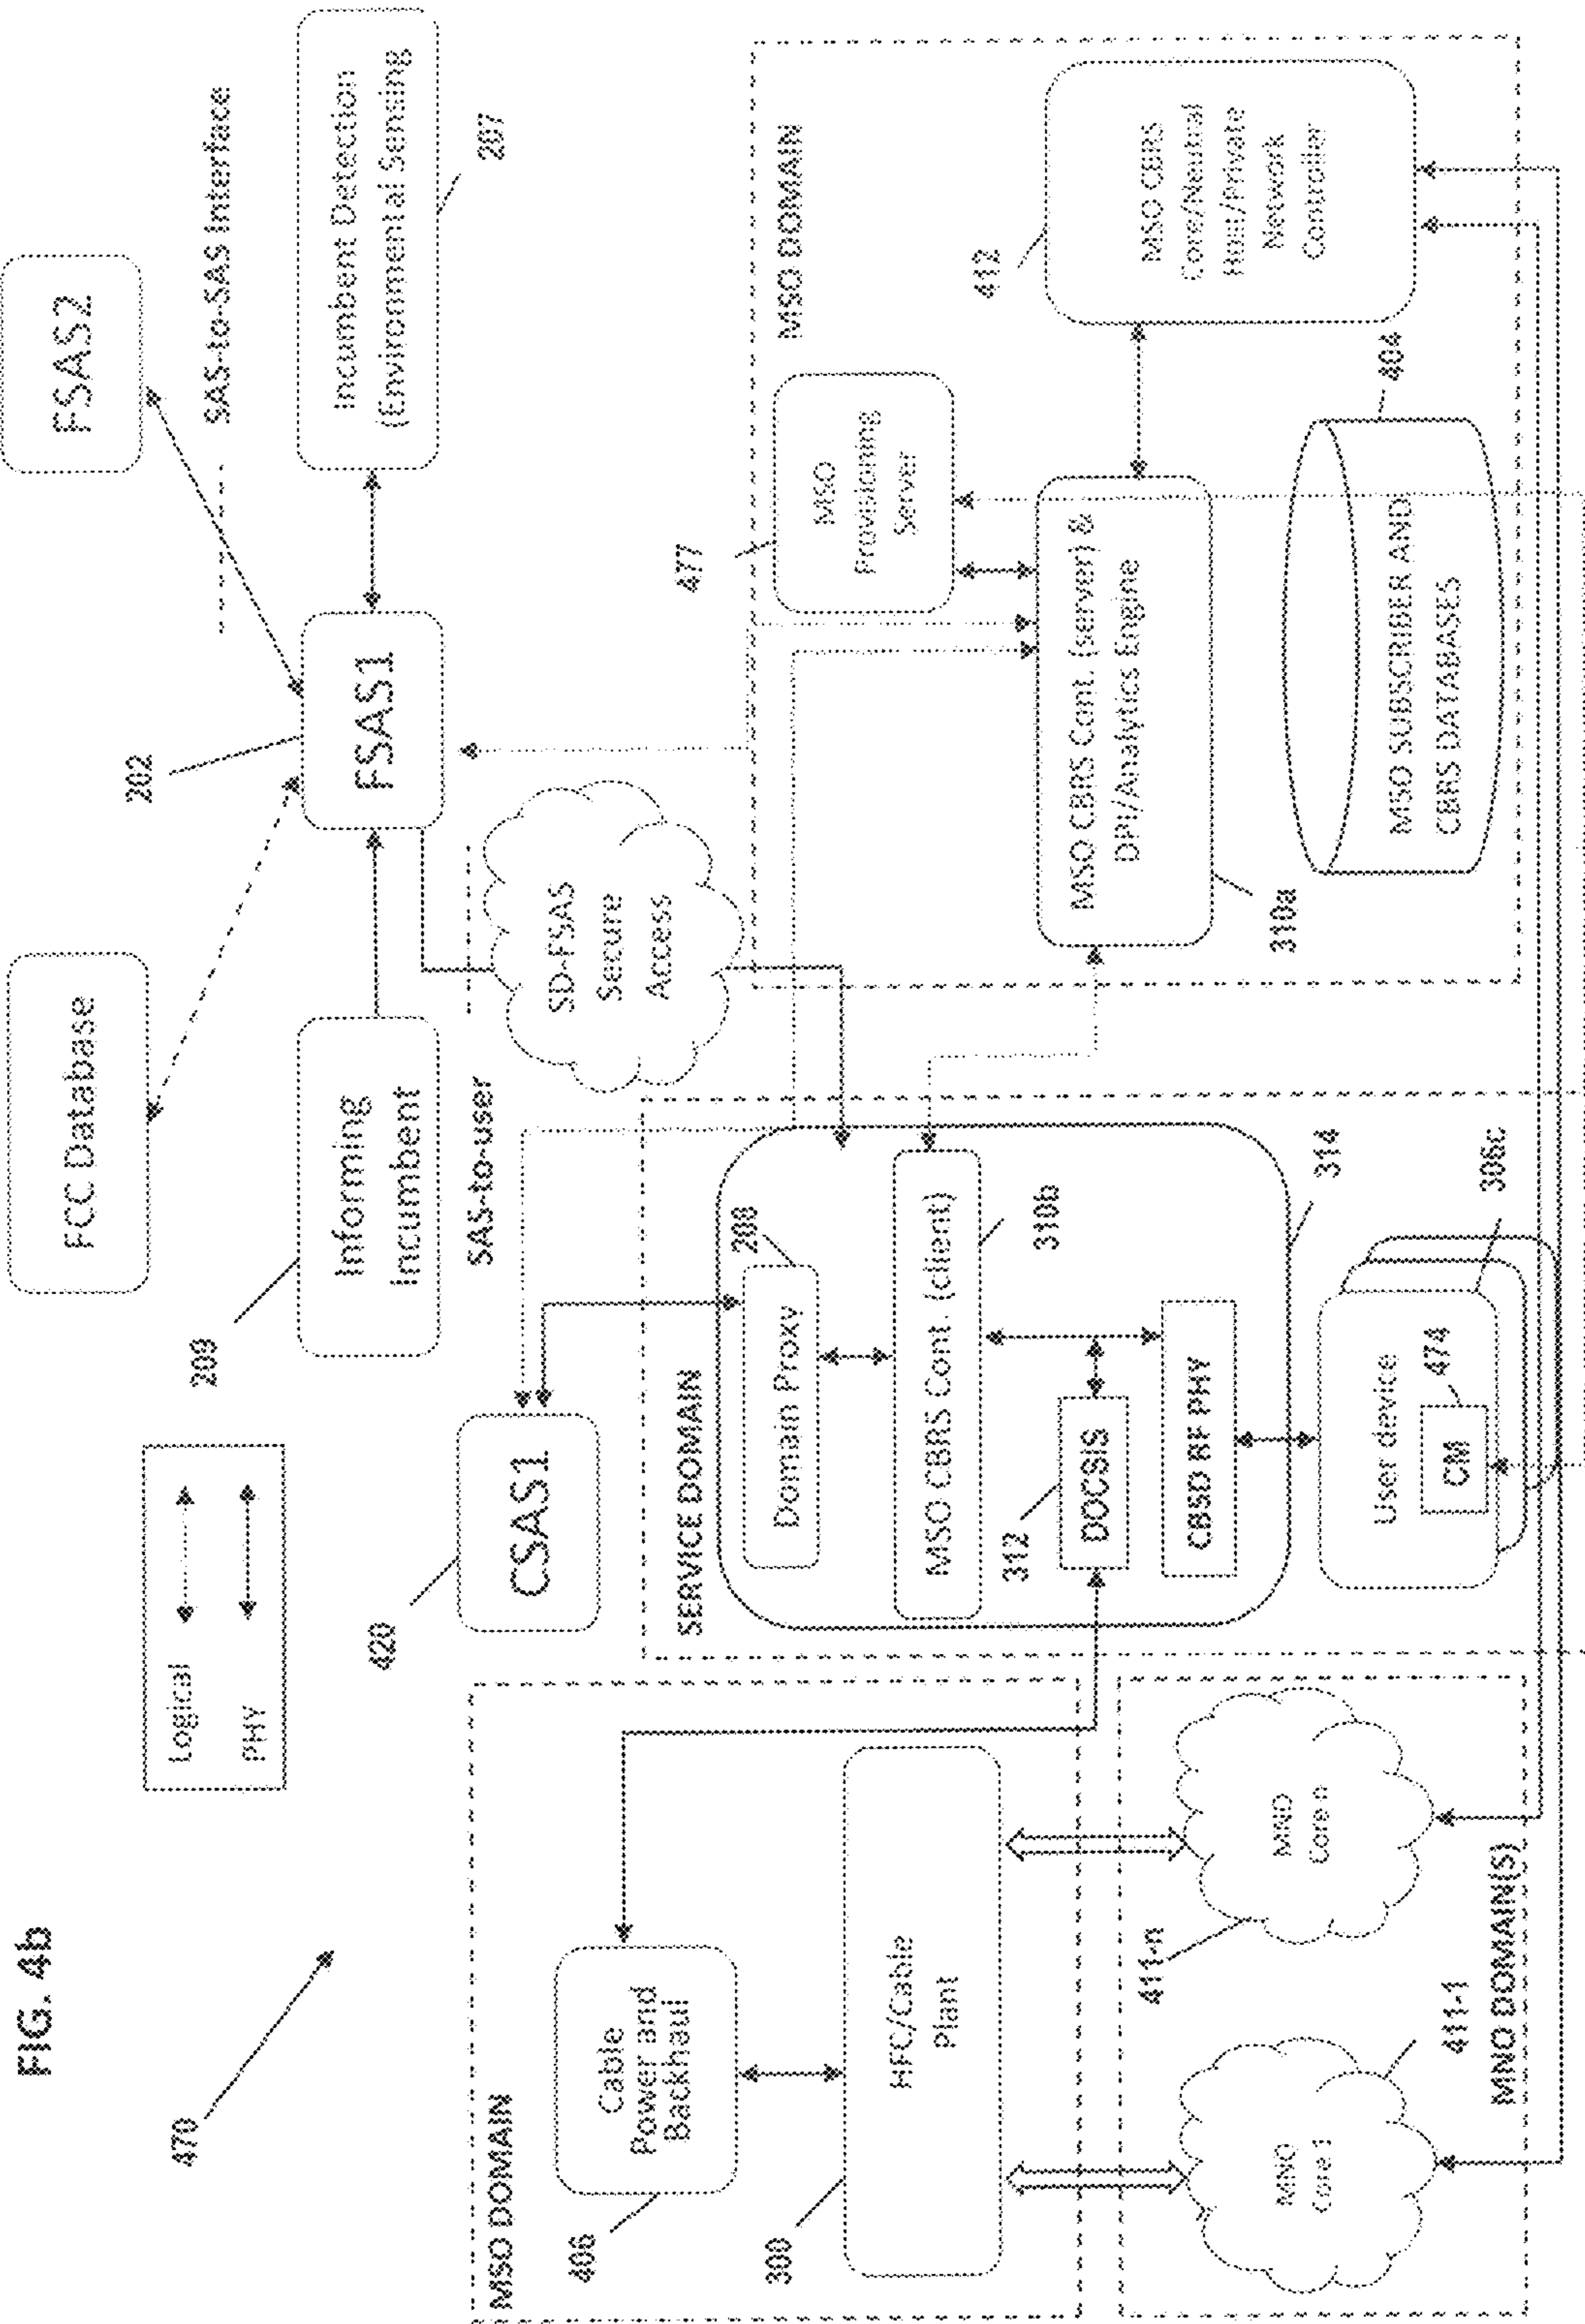 FIG. 4b
470
Logical
PHY
FCC Database
FSAS2
SAS-to-SAS Interface
202
209
Informing
Incumbent
FSAS1
Incumbent Detection
(Environmental Sensing
207
SAS-to-user
SD-FSAS
Secure
Access
420
CSAS1
MSO DOMAIN
Cable
Power and
Backhaul
406
HFC/Cable
Plant
300
SERVICE DOMAIN
Domain Proxy
208
MSO CBRS Cont. (client)
310b
312
DOCSIS
CBSD RF PHY
314
User device
CM
474
306c
MSO DOMAIN
477
MSO
Provisioning
Server
412
MSO CBRS
Core/Neutral
Host/Private
Network
Controller
MSO CBRS Cont. (server) &
DPI/Analytics Engine
310a
404
MSO SUBSCRIBER AND
CBRS DATABASES
MNO
Core 1
411-1
MNO
Core n
411-n
MNO DOMAIN(S)